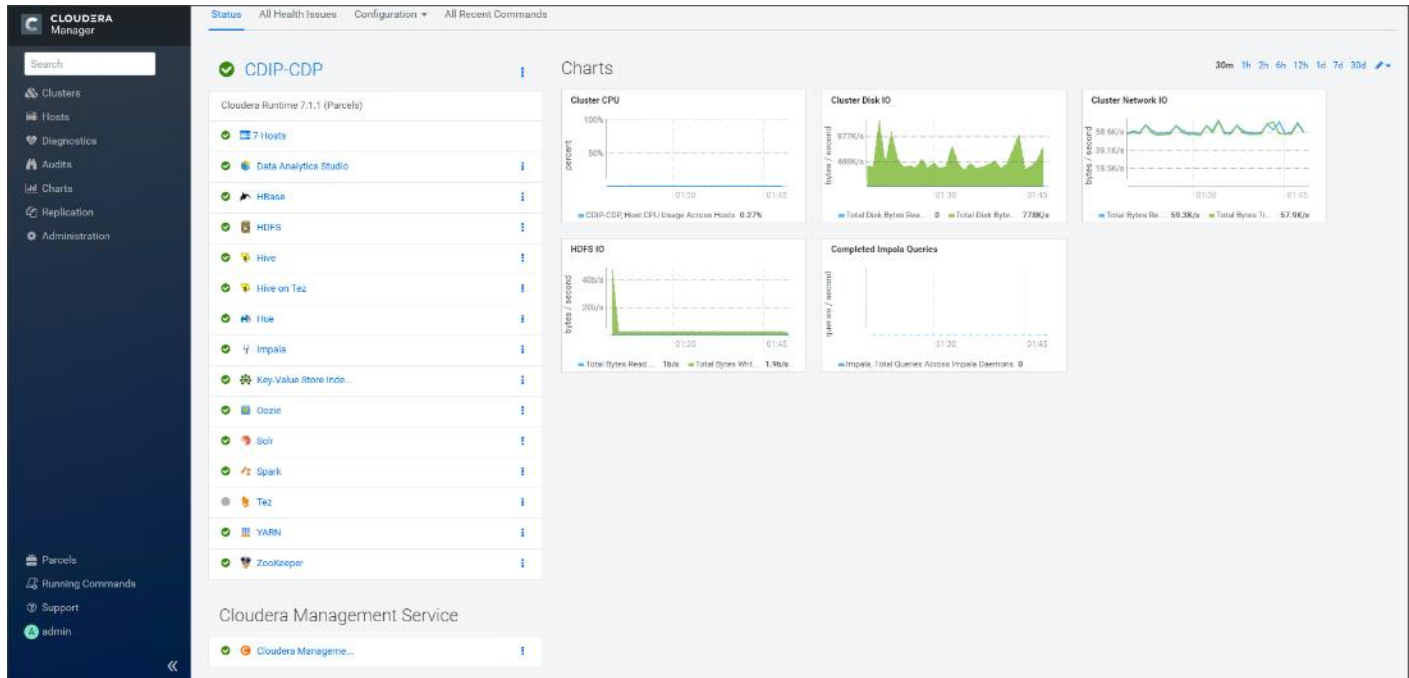 CLOUDERA
Manager
Search
Clusters
Hosts
Diagnostics
Audits
Charts
Replication
Administration
Parcels
Running Commands
Support
A admin
«
Status All Health Issues Configuration All Recent Commands
CDIP-CDP
Cloudera Runtime 7.1.1 (Parcels)
7 Hosts
Data Analytics Studio
HBase
HDFS
Hive
Hive on Tez
Hue
Impala
Key-Value Store Inde...
Oozie
Solr
Spark
Tez
YARN
ZooKeeper
Cloudera Management Service
Cloudera Manageme...
Charts
30m 1h 2h 6h 12h 1d 7d 30d
Cluster CPU
percent
100%
50%
01:30 01:45
CDIP-CDP, Host CPU Usage Across Hosts 0.27%
Cluster Disk IO
bytes / second
977K/s
488K/s
01:30 01:45
Total Disk Bytes Rea... 0 Total Disk Byte... 778K/s
Cluster Network IO
bytes / second
58.6K/s
39.1K/s
19.5K/s
01:30 01:45
Total Bytes Re... 59.3K/s Total Bytes Tr... 57.9K/s
HDFS IO
bytes / second
40b/s
20b/s
01:30 01:45
Total Bytes Read ... 1b/s Total Bytes Writ... 1.9b/s
Completed Impala Queries
queries / second
01:30 01:45
Impala, Total Queries Across Impala Daemons 0